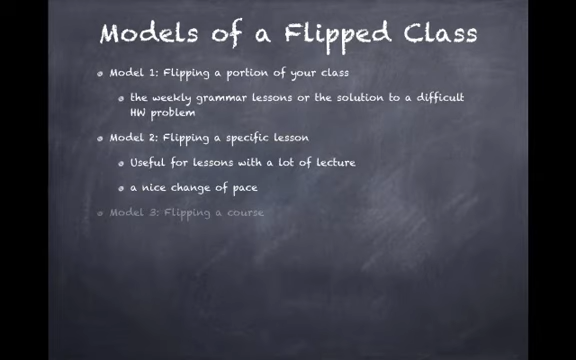 Models of a Flipped Class
Model 1: Flipping a portion of your class
the weekly grammar lessons or the solution to a difficult
HW problem
Model 2: Flipping a specific lesson
Useful for lessons with a lot of lecture
a nice change of pace
Model 3: Flipping a course